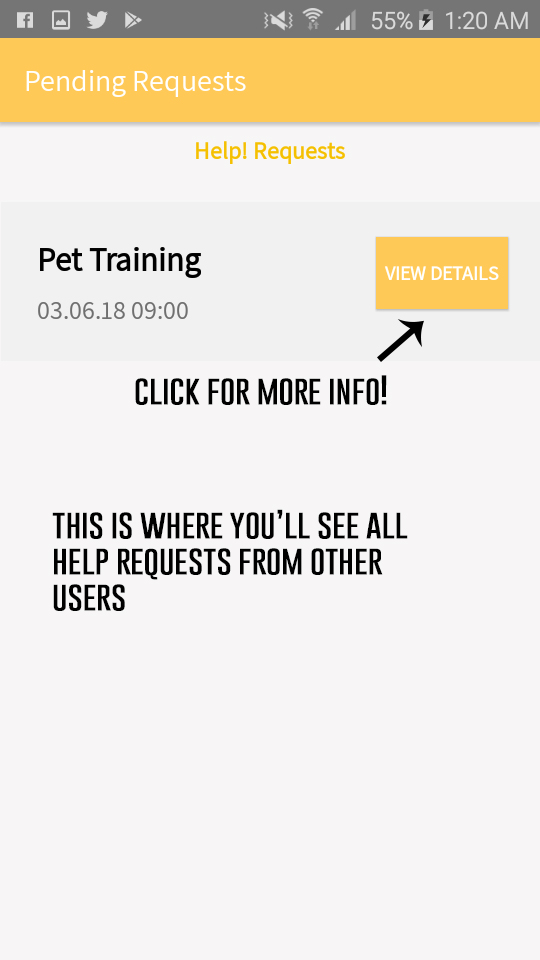 55% 1:20 AM
Pending Requests
Help! Requests
Pet Training
VIEW DETAILS
03.06.18 09:00
CLICK FOR MORE INFO!
THIS IS WHERE YOU'LL SEE ALL
HELP REQUESTS FROM OTHER
USERS